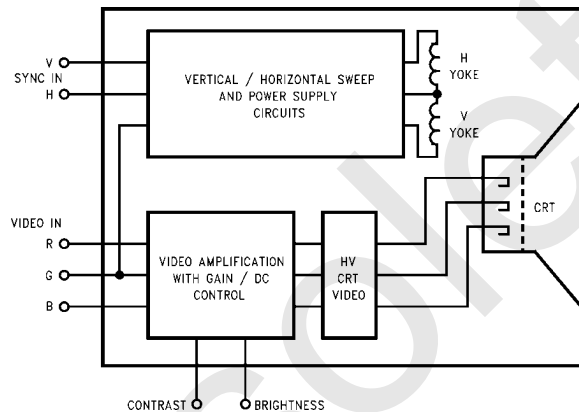 V
SYNC IN
H
VERTICAL / HORIZONTAL SWEEP
AND POWER SUPPLY
CIRCUITS
H
YOKE
V
YOKE
CRT
VIDEO IN
R
G
B
VIDEO AMPLIFICATION
WITH GAIN / DC
CONTROL
HV
CRT
VIDEO
CONTRAST
BRIGHTNESS